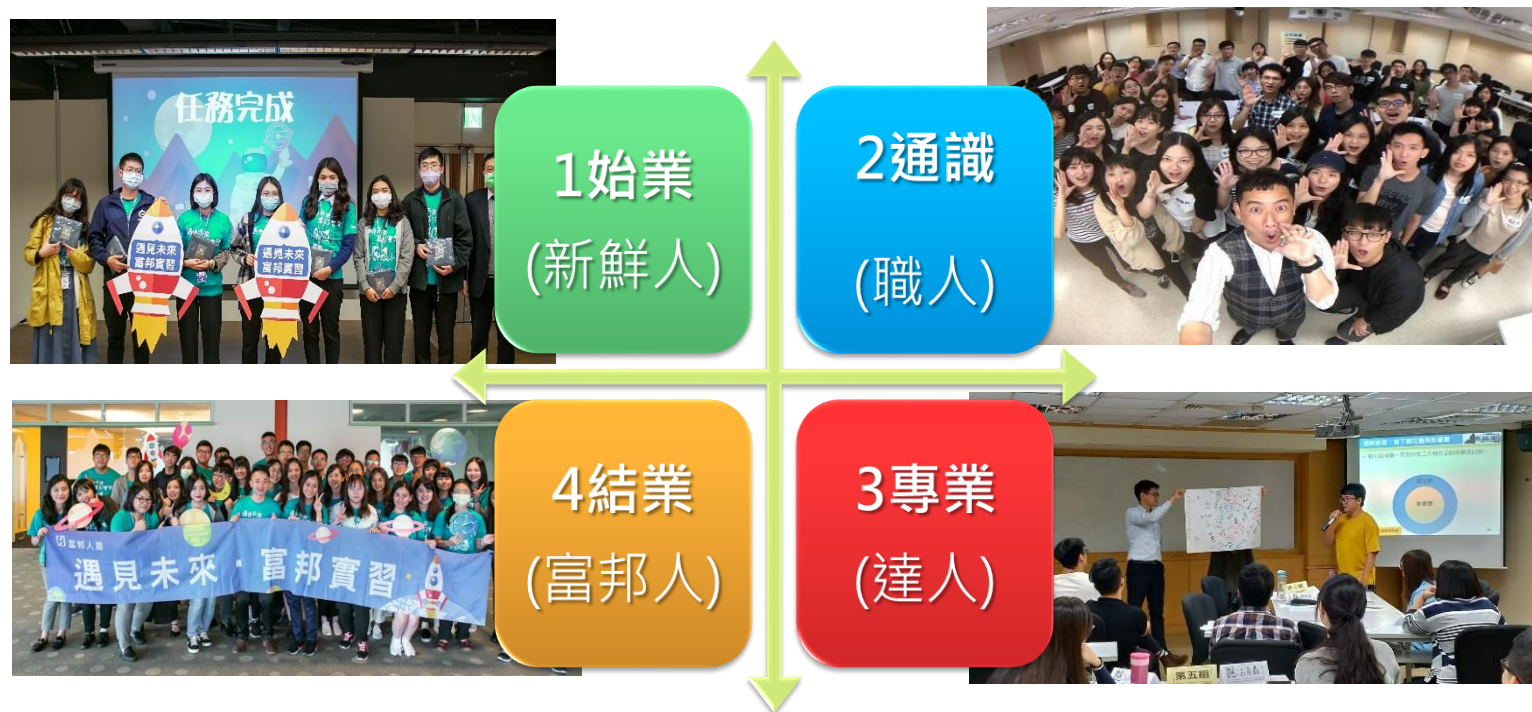 任務完成
遇見未來
富邦實習
遇見未來
富邦實習
1始業
(新鮮人)
2通識
(職人)
4結業
(富邦人)
3專業
(達人)
富邦人壽
遇見未來・富邦實習
第五組